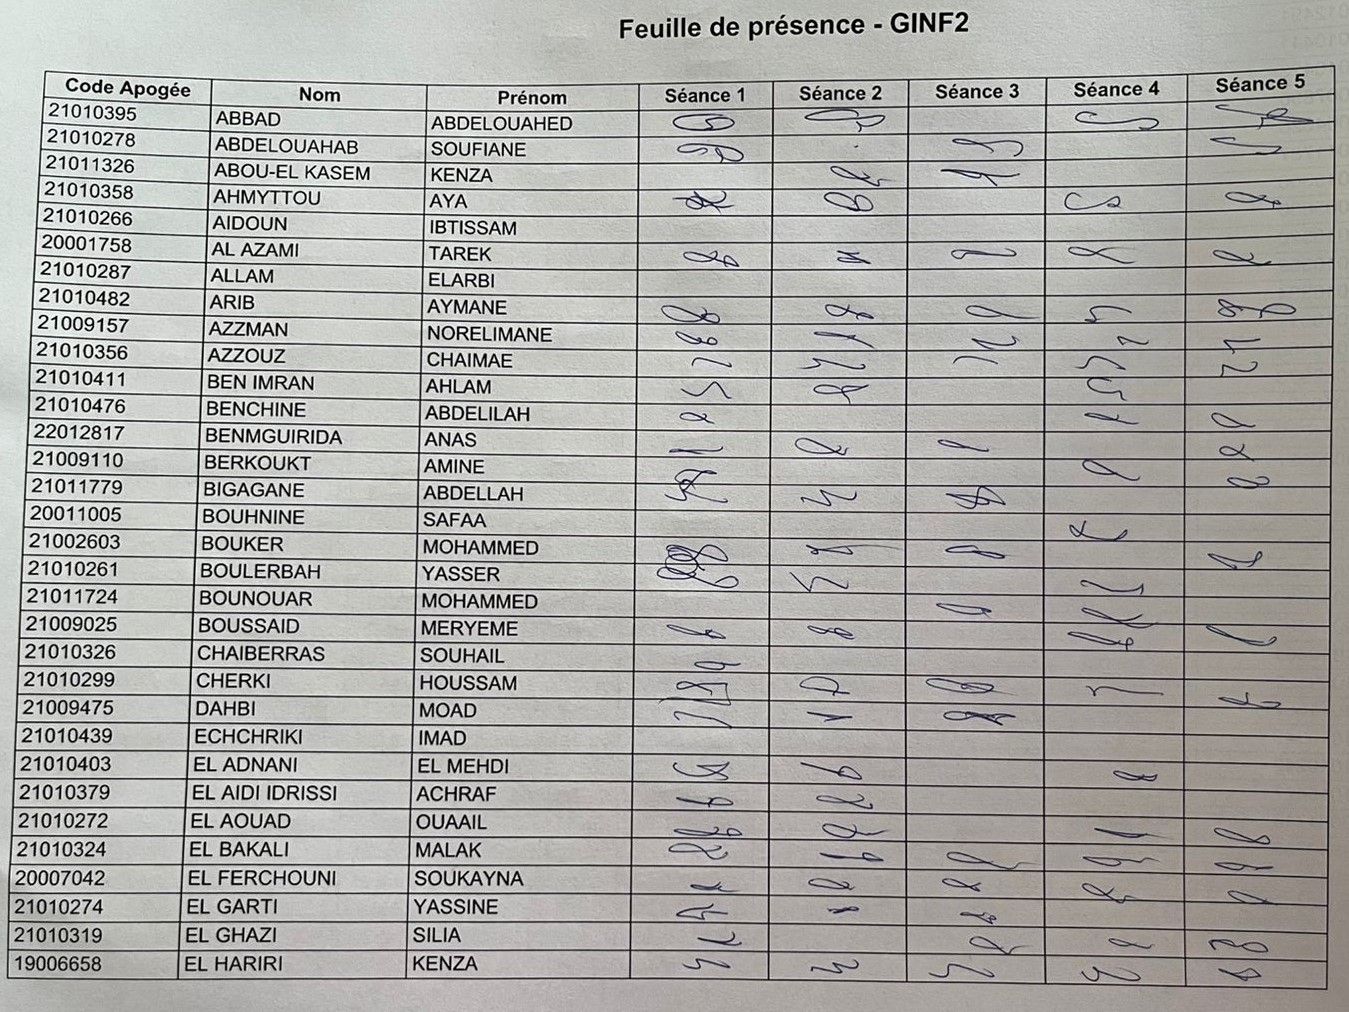 Feuille de présence - GINF2
Code Apogée Nom Prénom Séance 1 Séance 2 Séance 3 Séance 4 Séance 5
21010395 ABBAD ABDELOUAHED
21010278 ABDELOUAHAB SOUFIANE
21011326 ABOU-EL KASEM KENZA
21010358 AHMYTTOU AYA
21010266 AIDOUN IBTISSAM
20001758 AL AZAMI TAREK
21010287 ALLAM ELARBI
21010482 ARIB AYMANE
21009157 AZZMAN NORELIMANE
21010356 AZZOUZ CHAIMAE
21010411 BEN IMRAN AHLAM
21010476 BENCHINE ABDELILAH
22012817 BENMGUIRIDA ANAS
21009110 BERKOUKT AMINE
21011779 BIGAGANE ABDELLAH
20011005 BOUHNINE SAFAA
21002603 BOUKER MOHAMMED
21010261 BOULERBAH YASSER
21011724 BOUNOUAR MOHAMMED
21009025 BOUSSAID MERYEME
21010326 CHAIBERRAS SOUHAIL
21010299 CHERKI HOUSSAM
21009475 DAHBI MOAD
21010439 ECHCHRIKI IMAD
21010403 EL ADNANI EL MEHDI
21010379 EL AIDI IDRISSI ACHRAF
21010272 EL AOUAD OUAAIL
21010324 EL BAKALI MALAK
20007042 EL FERCHOUNI SOUKAYNA
21010274 EL GARTI YASSINE
21010319 EL GHAZI SILIA
19006658 EL HARIRI KENZA